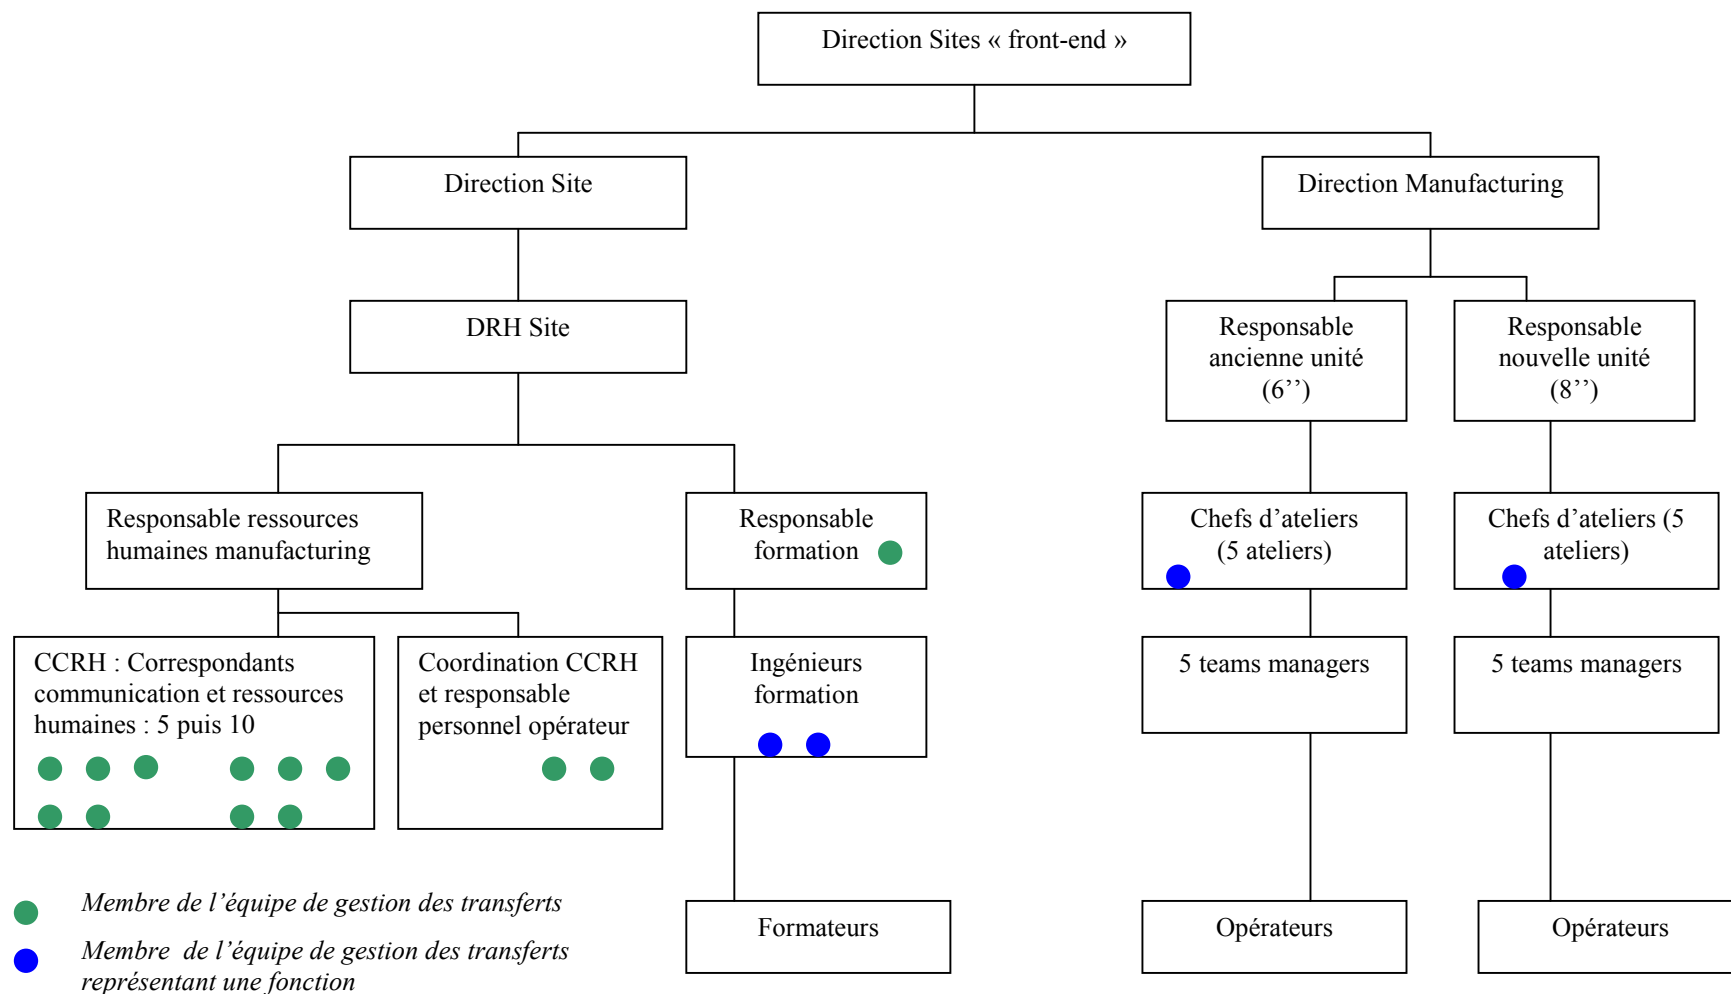 Direction Sites « front-end »
Direction Site
Direction Manufacturing
DRH Site
Responsable
ancienne unité
(6’’)
Responsable
nouvelle unité
(8’’)
Responsable ressources
humaines manufacturing
Responsable
formation
Chefs d’ateliers
(5 ateliers)
Chefs d’ateliers (5
ateliers)
CCRH : Correspondants
communication et ressources
humaines : 5 puis 10
Coordination CCRH
et responsable
personnel opérateur
Ingénieurs
formation
5 teams managers
5 teams managers
Formateurs
Opérateurs
Opérateurs
Membre de l’équipe de gestion des transferts
Membre de l’équipe de gestion des transferts
représentant une fonction